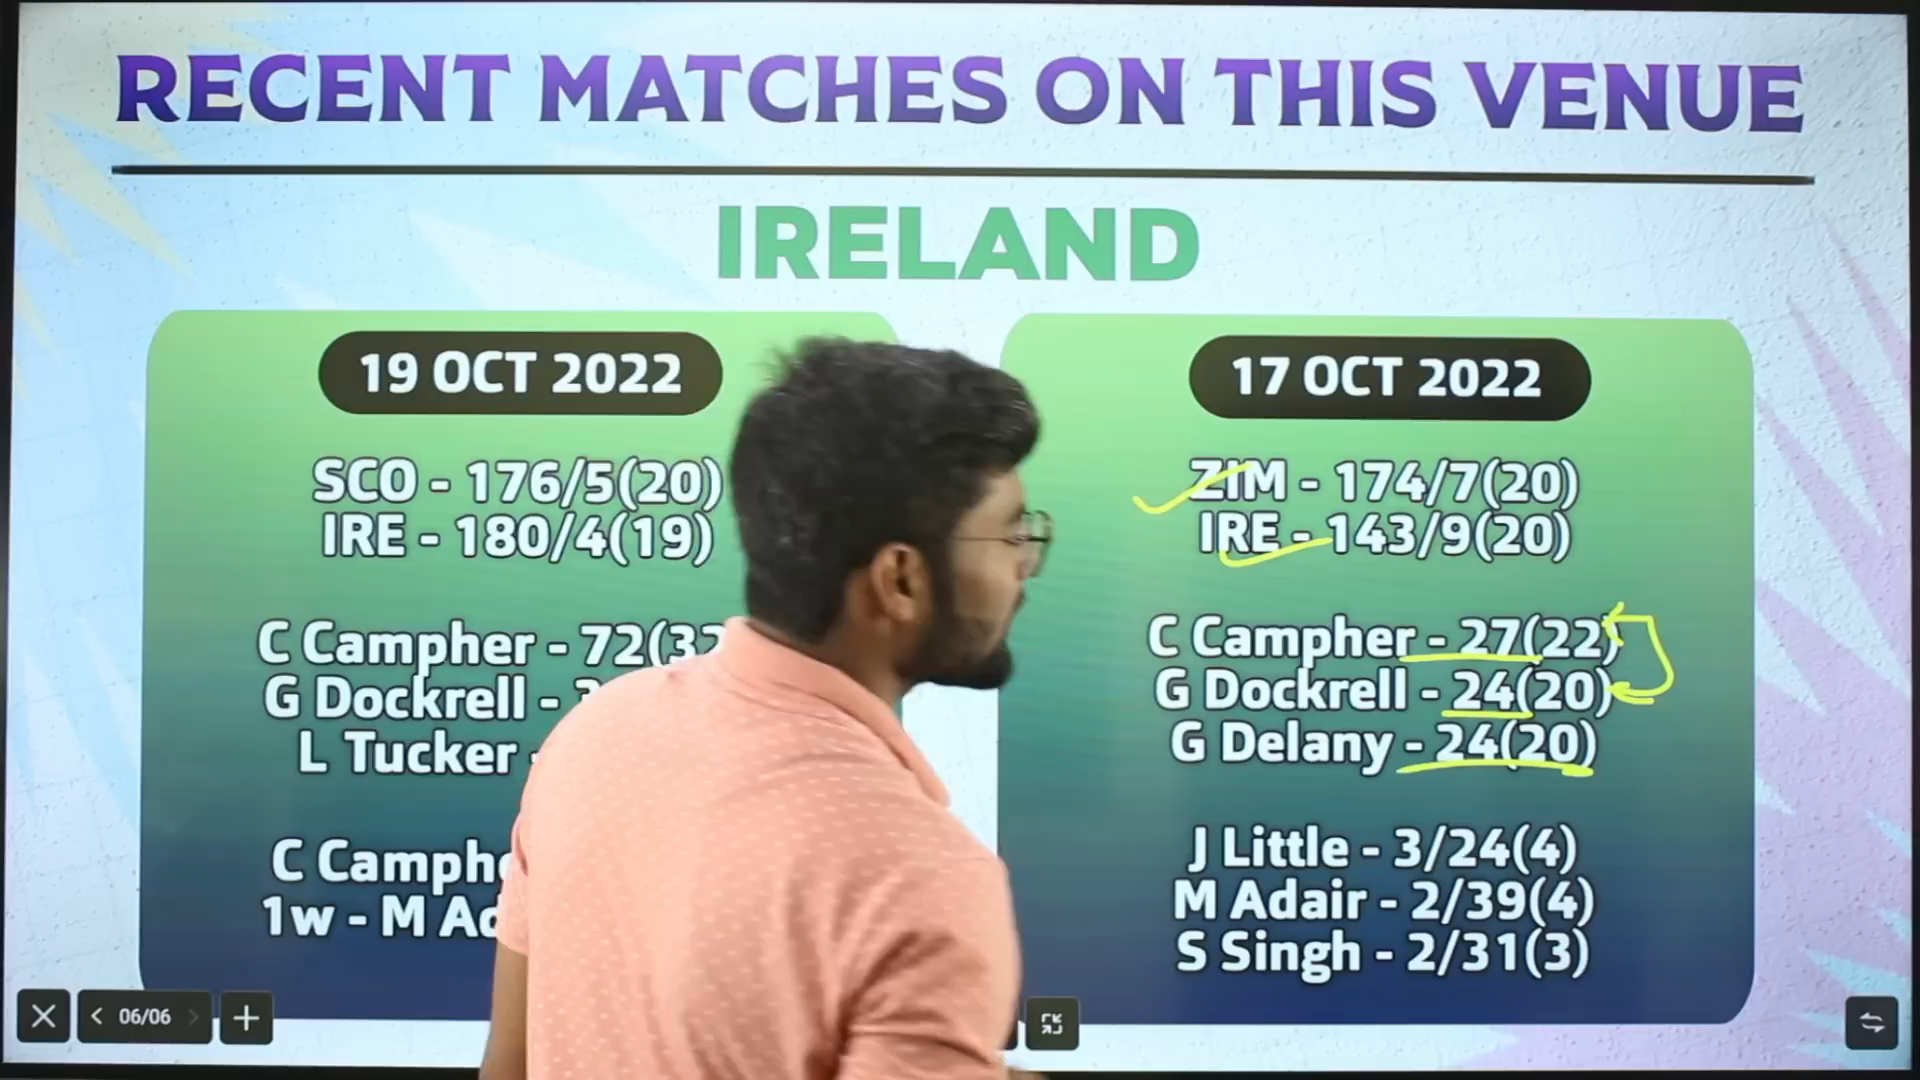 RECENT MATCHES ON THIS VENUE
IRELAND
19 OCT 2022
SCO - 176/5(20)
IRE - 180/4(19)
C Campher - 72(32
G Dockrell -
L Tucker -
C Camphe
1w - M Ad
17 OCT 2022
ZIM - 174/7(20)
IRE - 143/9(20)
C Campher - 27(22)
G Dockrell - 24(20)
G Delany - 24(20)
J Little - 3/24(4)
M Adair - 2/39(4)
S Singh - 2/31(3)
06/06